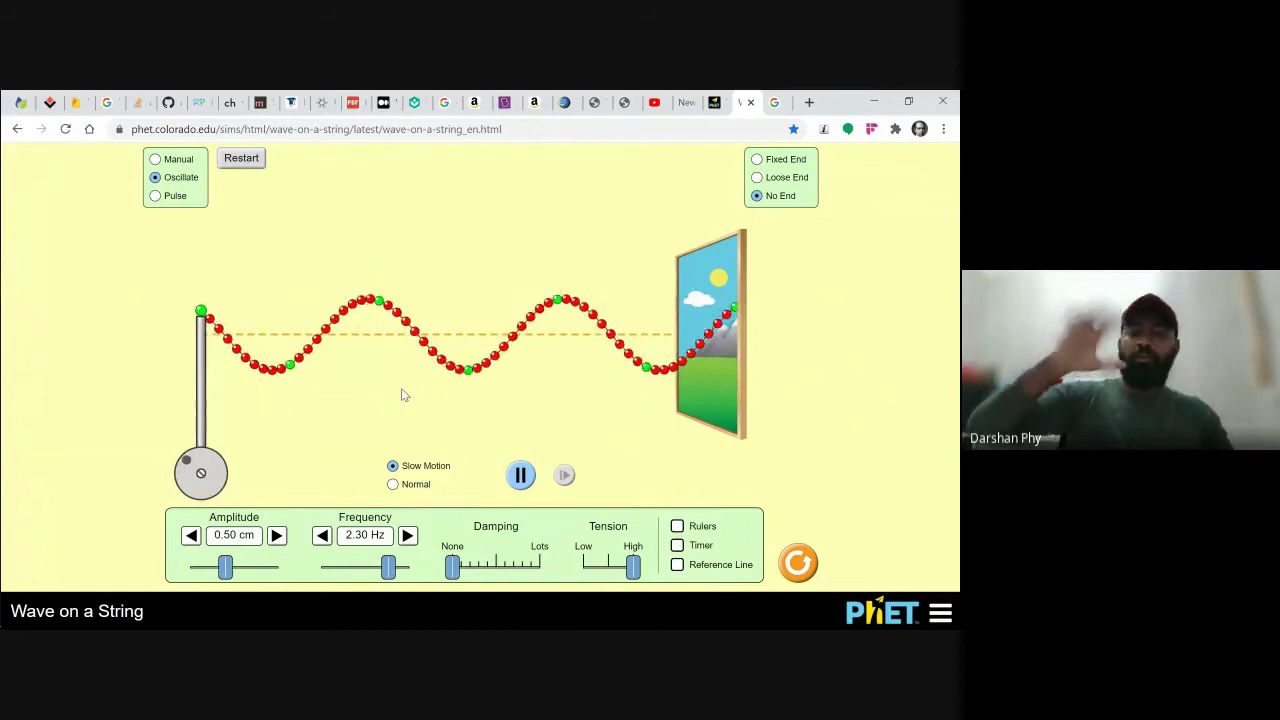 ch
New
phet.colorado.edu/sims/html/wave-on-a-string/latest/wave-on-a-string_en.html
Manual
Oscillate
Pulse
Restart
Fixed End
Loose End
No End
Slow Motion
Normal
Amplitude
0.50 cm
Frequency
2.30 Hz
Damping
None
Lots
Tension
Low
High
Rulers
Timer
Reference Line
Wave on a String
PhET
Darshan Phy